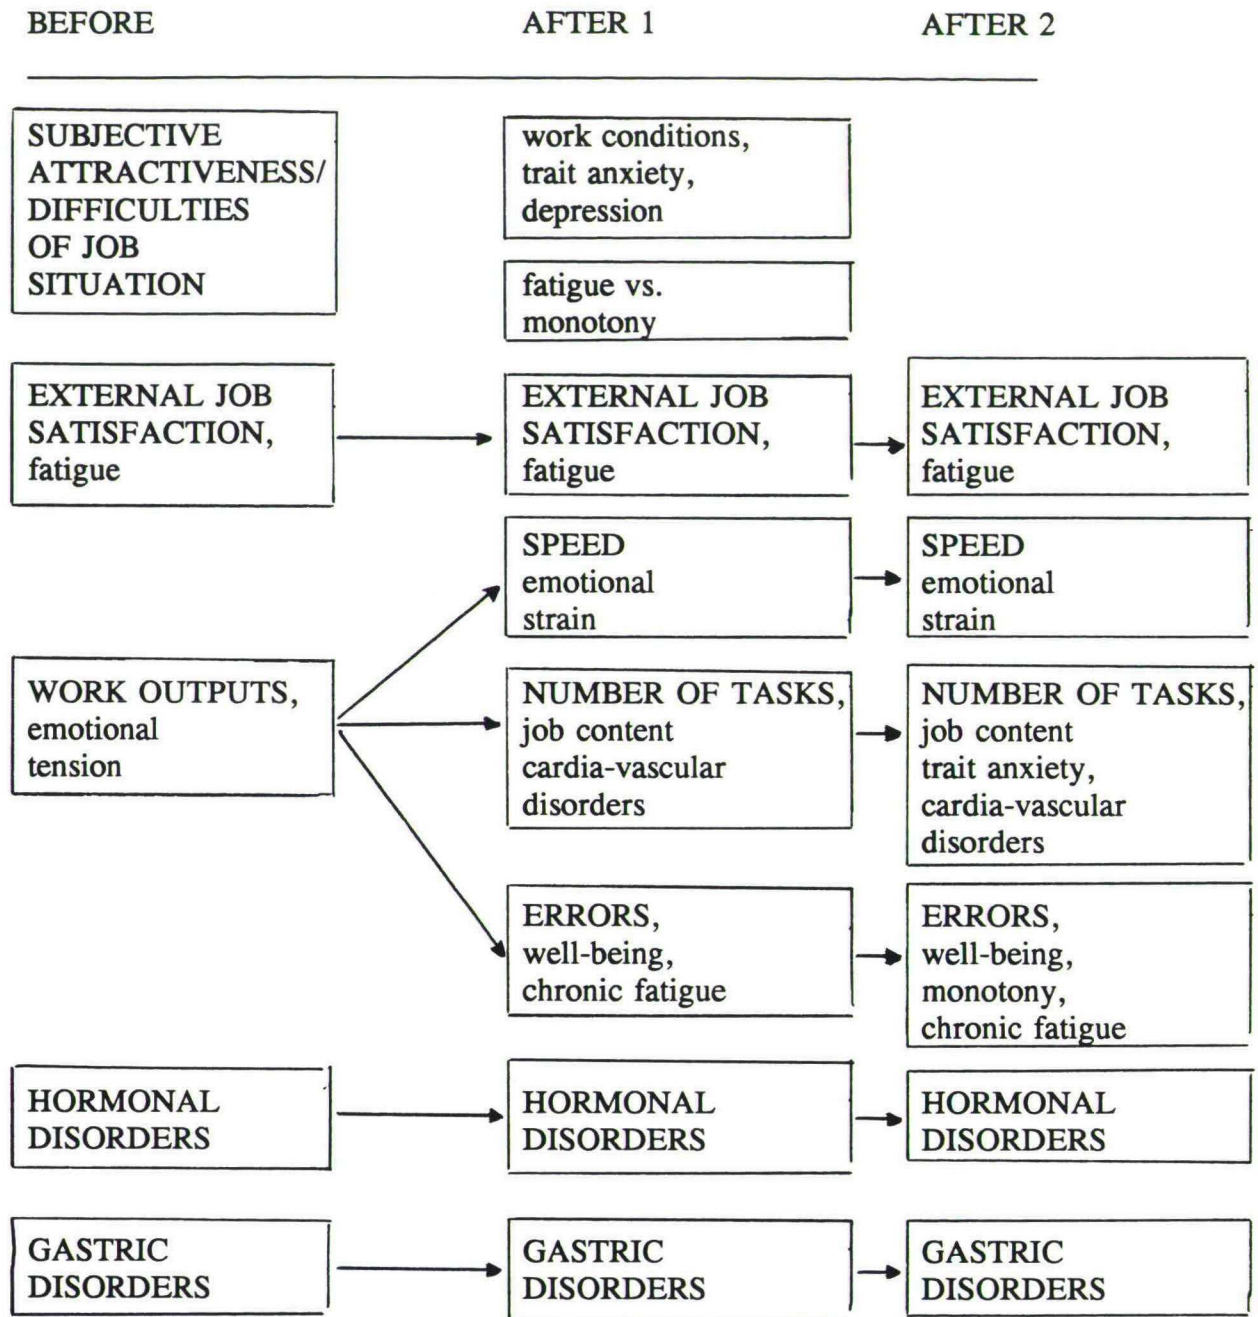 BEFORE AFTER 1 AFTER 2
SUBJECTIVE
ATTRACTIVENESS/
DIFFICULTIES
OF JOB
SITUATION
work conditions,
trait anxiety,
depression
fatigue vs.
monotony
EXTERNAL JOB
SATISFACTION,
fatigue
EXTERNAL JOB
SATISFACTION,
fatigue
EXTERNAL JOB
SATISFACTION,
fatigue
SPEED
emotional
strain
SPEED
emotional
strain
WORK OUTPUTS,
emotional
tension
NUMBER OF TASKS,
job content
cardia-vascular
disorders
NUMBER OF TASKS,
job content
trait anxiety,
cardia-vascular
disorders
ERRORS,
well-being,
chronic fatigue
ERRORS,
well-being,
monotony,
chronic fatigue
HORMONAL
DISORDERS
HORMONAL
DISORDERS
HORMONAL
DISORDERS
GASTRIC
DISORDERS
GASTRIC
DISORDERS
GASTRIC
DISORDERS